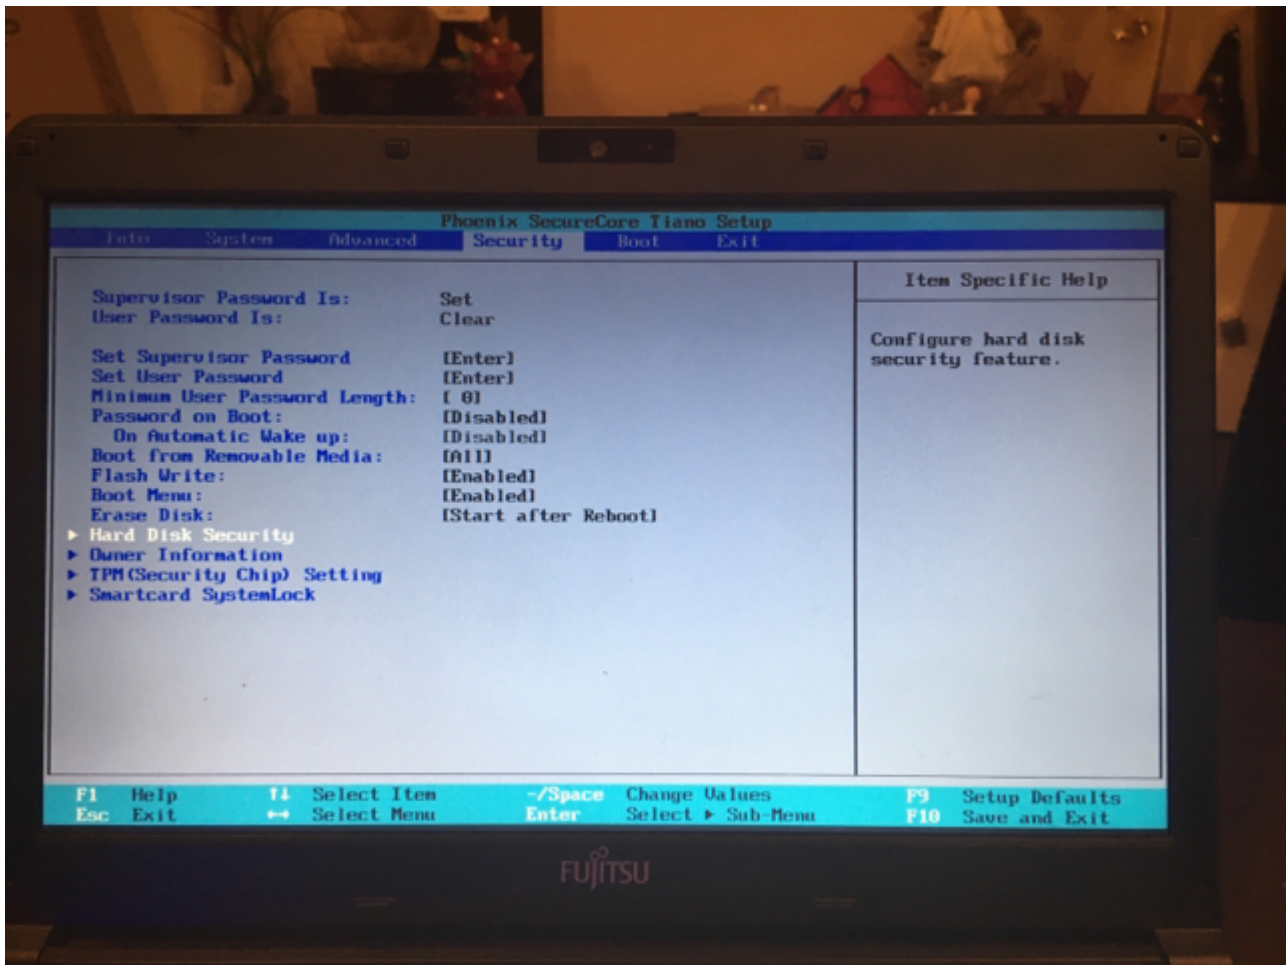 Phoenix SecureCore Tiano Setup
Info System Advanced Security Boot Exit
Supervisor Password Is: Set
User Password Is: Clear
Set Supervisor Password [Enter]
Set User Password [Enter]
Minimum User Password Length: [ 0]
Password on Boot: [Disabled]
On Automatic Wake up: [Disabled]
Boot from Removable Media: [All]
Flash Write: [Enabled]
Boot Menu: [Enabled]
Erase Disk: [Start after Reboot]
▶ Hard Disk Security
▶ Owner Information
▶ TPM(Security Chip) Setting
▶ Smartcard SystemLock
Item Specific Help
Configure hard disk
security feature.
F1 Help ↑↓ Select Item -/Space Change Values F9 Setup Defaults
Esc Exit ←→ Select Menu Enter Select ▶ Sub-Menu F10 Save and Exit
FUJITSU